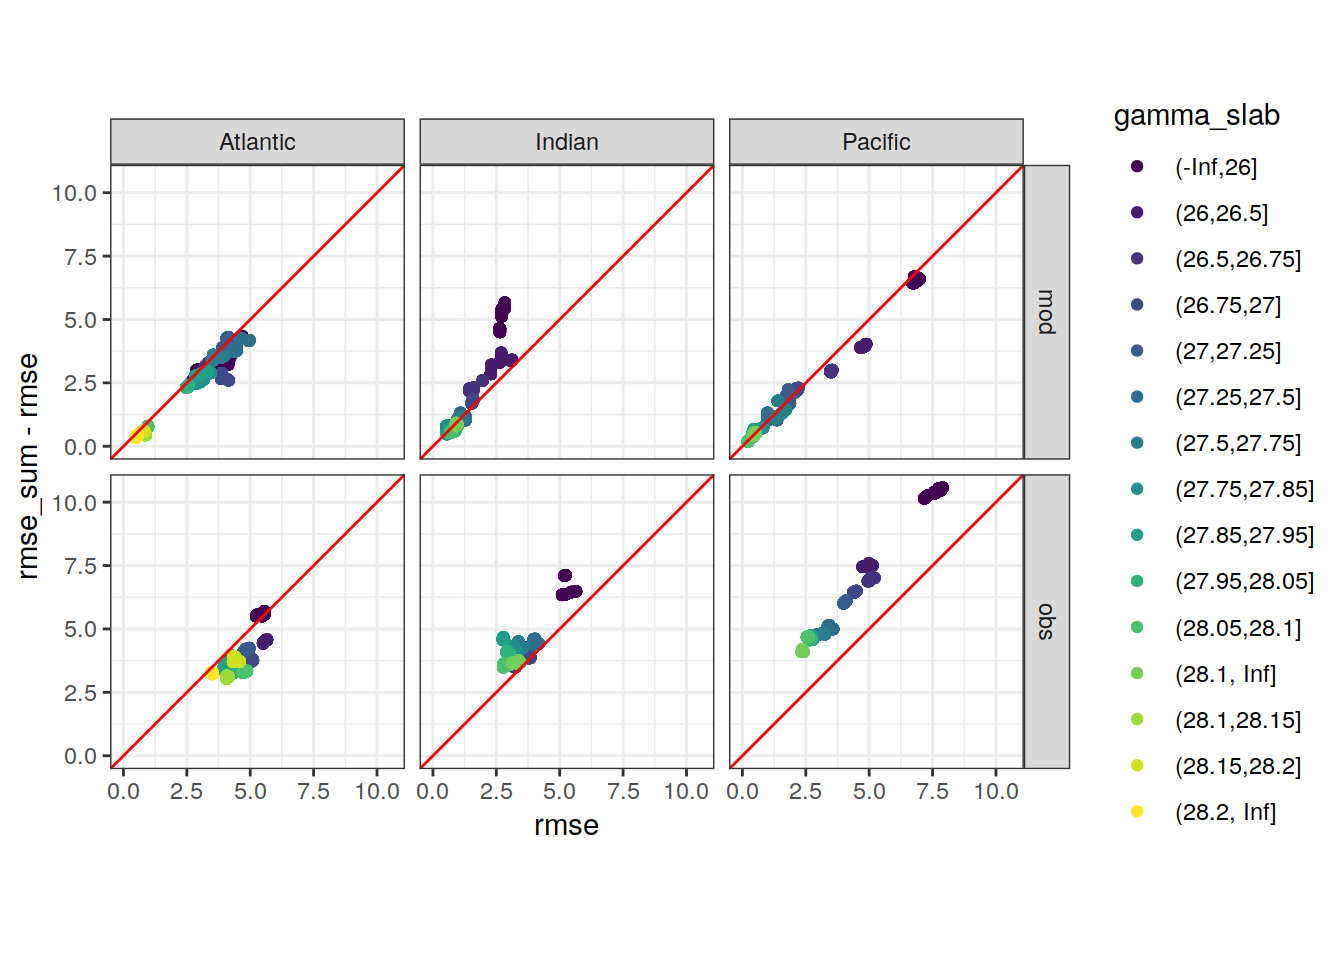 Atlantic
Indian
Pacific
10.0
7.5
5.0
2.5
0.0
mod
10.0
7.5
5.0
2.5
0.0
obs
0.0 2.5 5.0 7.5 10.0
0.0 2.5 5.0 7.5 10.0
0.0 2.5 5.0 7.5 10.0
rmse
rmse_sum - rmse
gamma_slab
(-Inf,26]
(26,26.5]
(26.5,26.75]
(26.75,27]
(27,27.25]
(27.25,27.5]
(27.5,27.75]
(27.75,27.85]
(27.85,27.95]
(27.95,28.05]
(28.05,28.1]
(28.1, Inf]
(28.1,28.15]
(28.15,28.2]
(28.2, Inf]